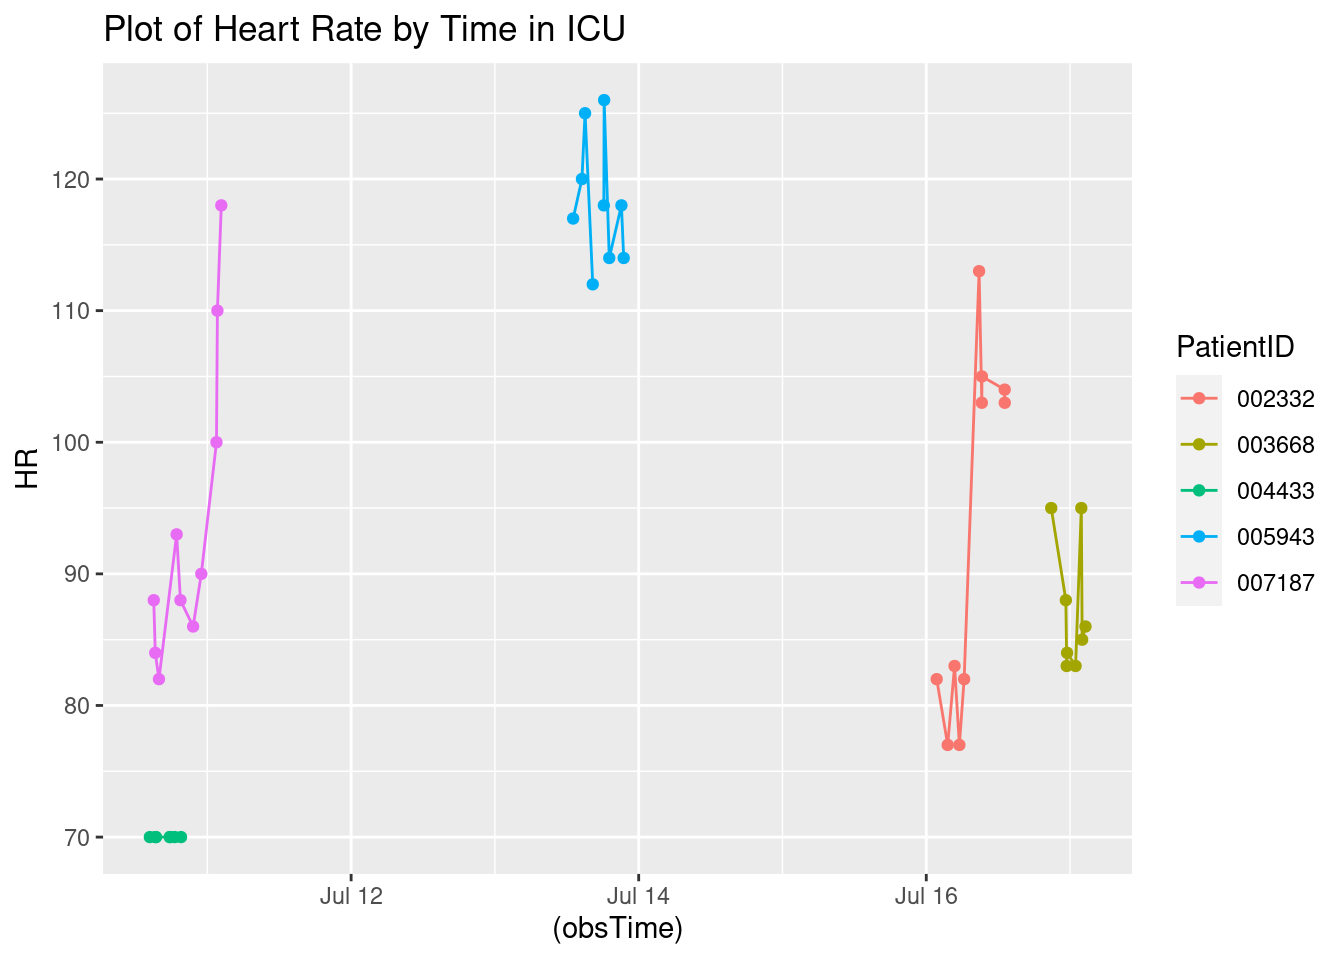 Plot of Heart Rate by Time in ICU
120
110
100
90
80
70
HR
Jul 12
Jul 14
Jul 16
(obsTime)
PatientID
002332
003668
004433
005943
007187